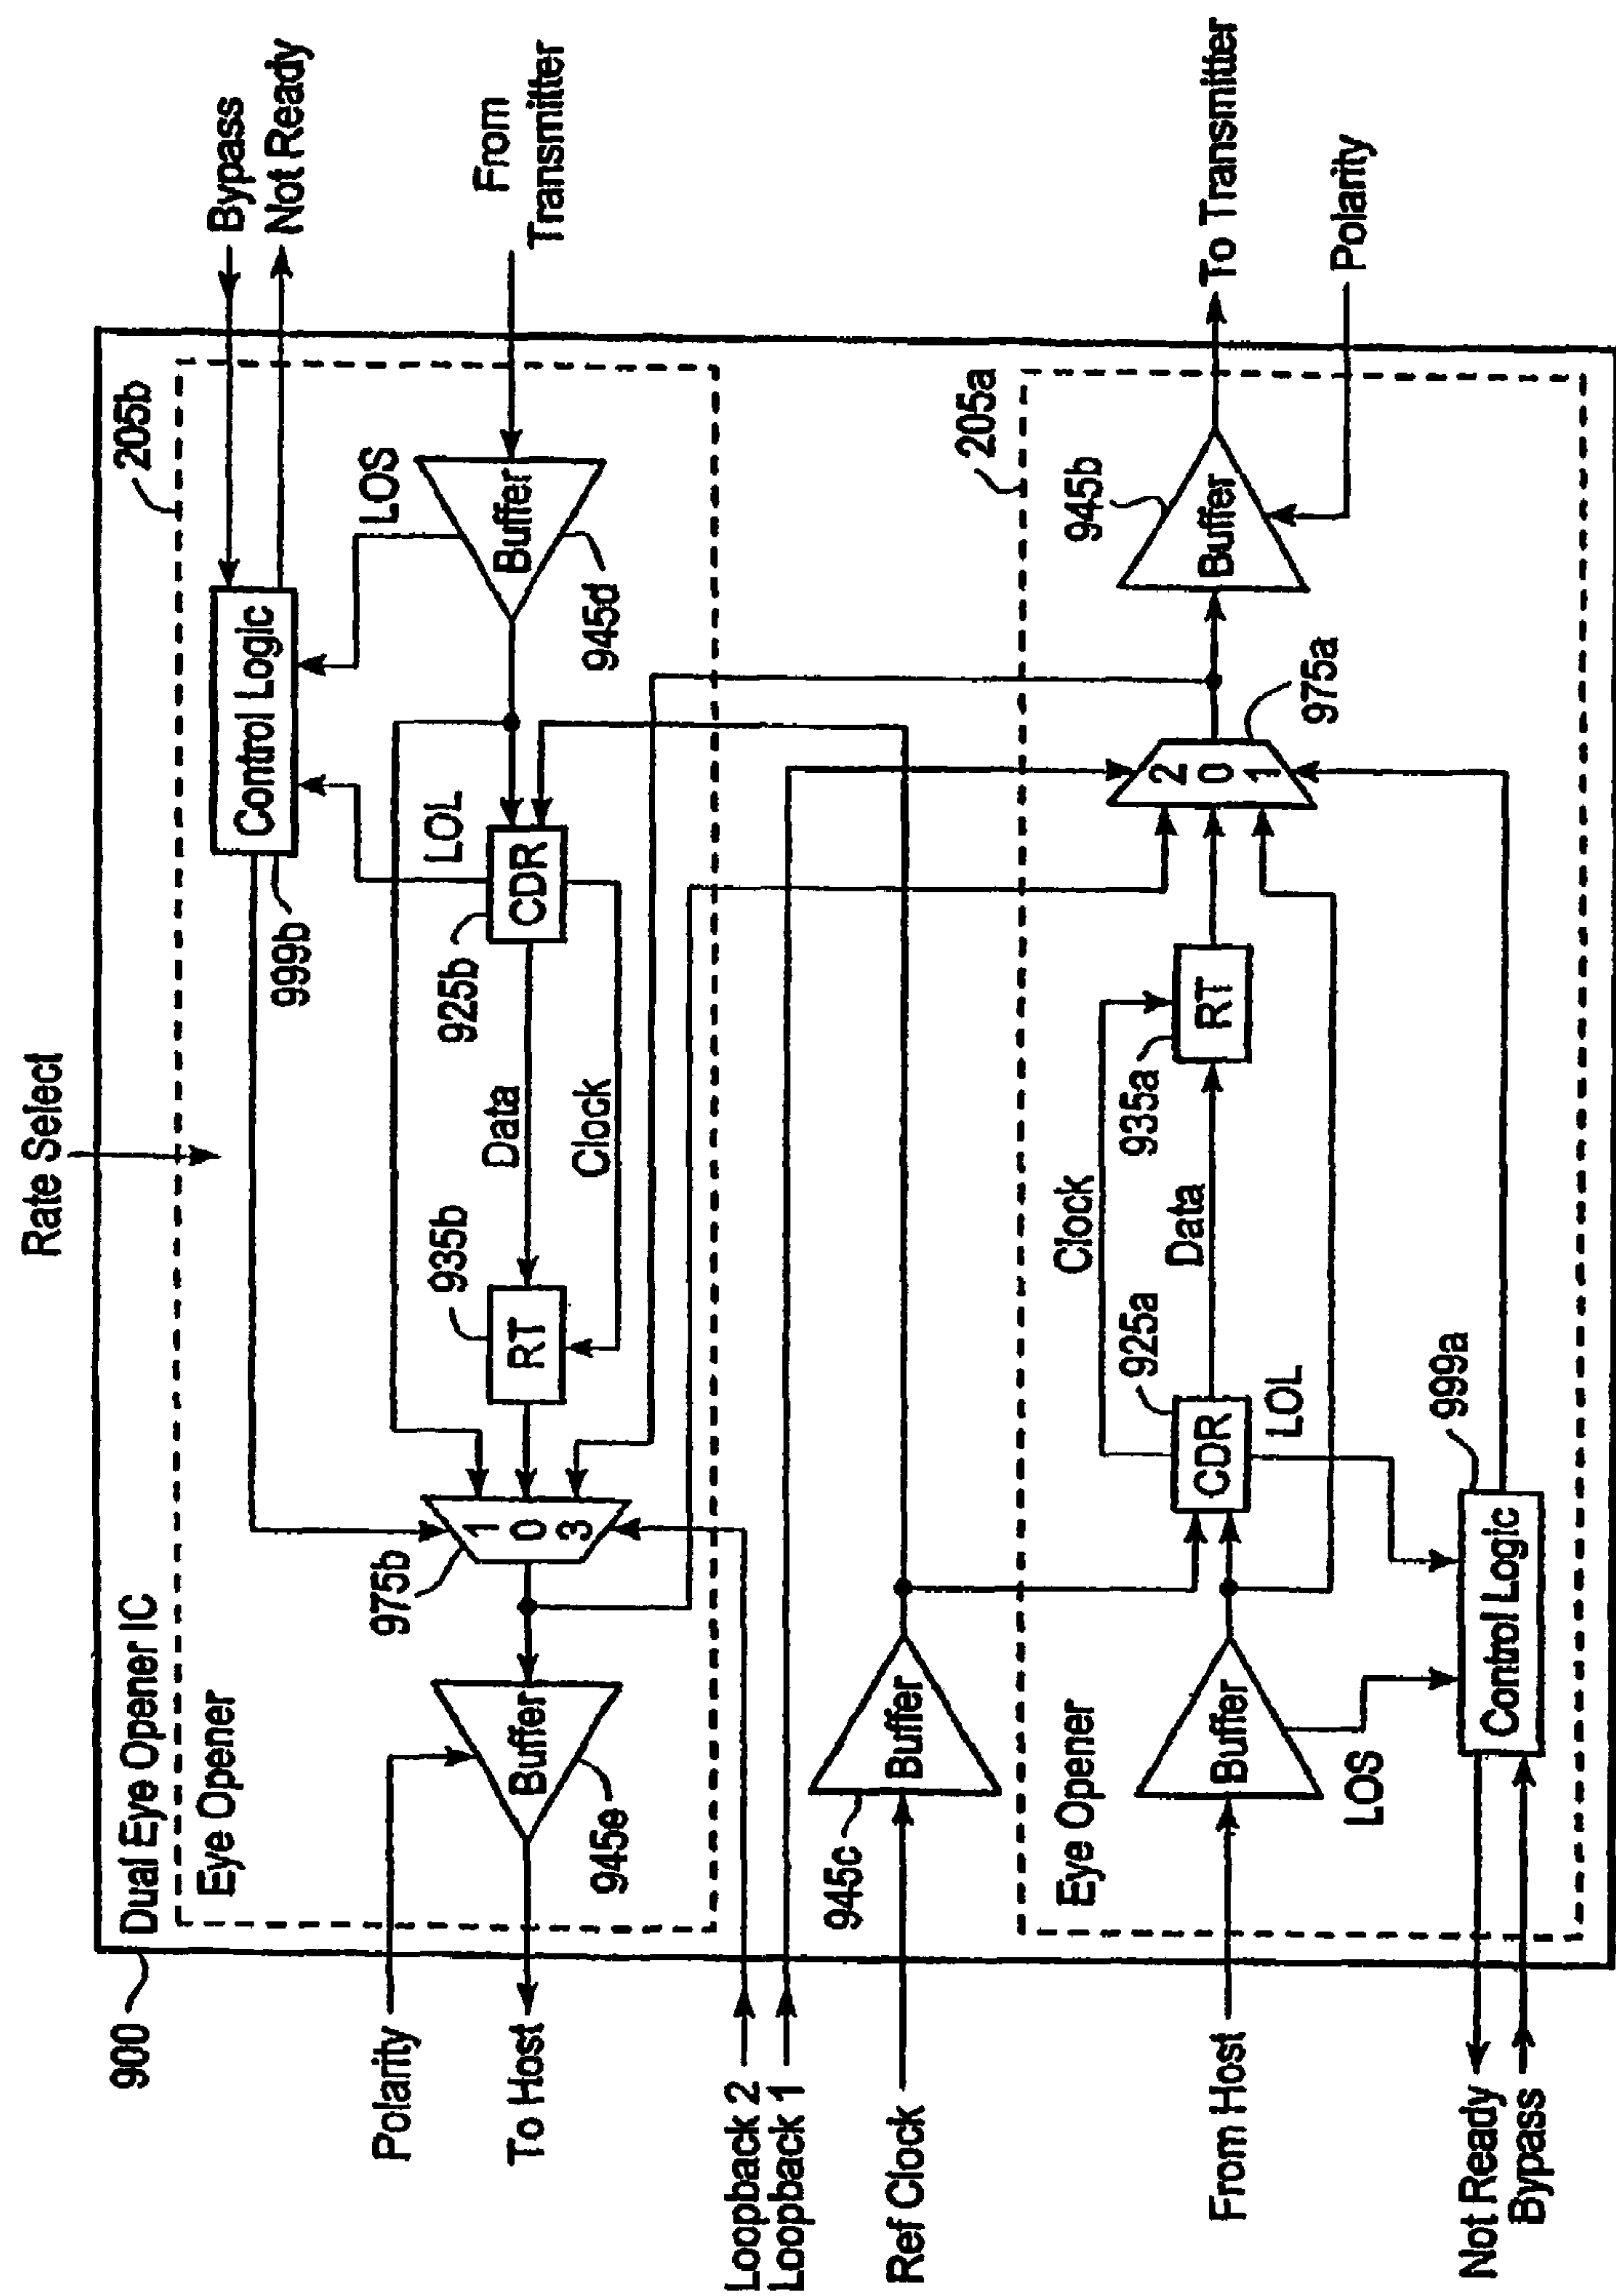 Rate Select
900
Dual Eye Opener IC
205b
Eye Opener
Bypass
Not Ready
Control Logic
999b
LOS
LOL
From
Transmitter
Buffer
945d
CDR
925b
Data
Clock
RT
935b
1
0
3
975b
Polarity
Buffer
945e
To Host
Loopback 2
Loopback 1
Ref Clock
945c
Buffer
205a
Eye Opener
From Host
Buffer
LOS
CDR
925a
LOL
Clock
Data
RT
935a
2
0
1
975a
Buffer
945b
To Transmitter
Polarity
Control Logic
999a
Not Ready
Bypass